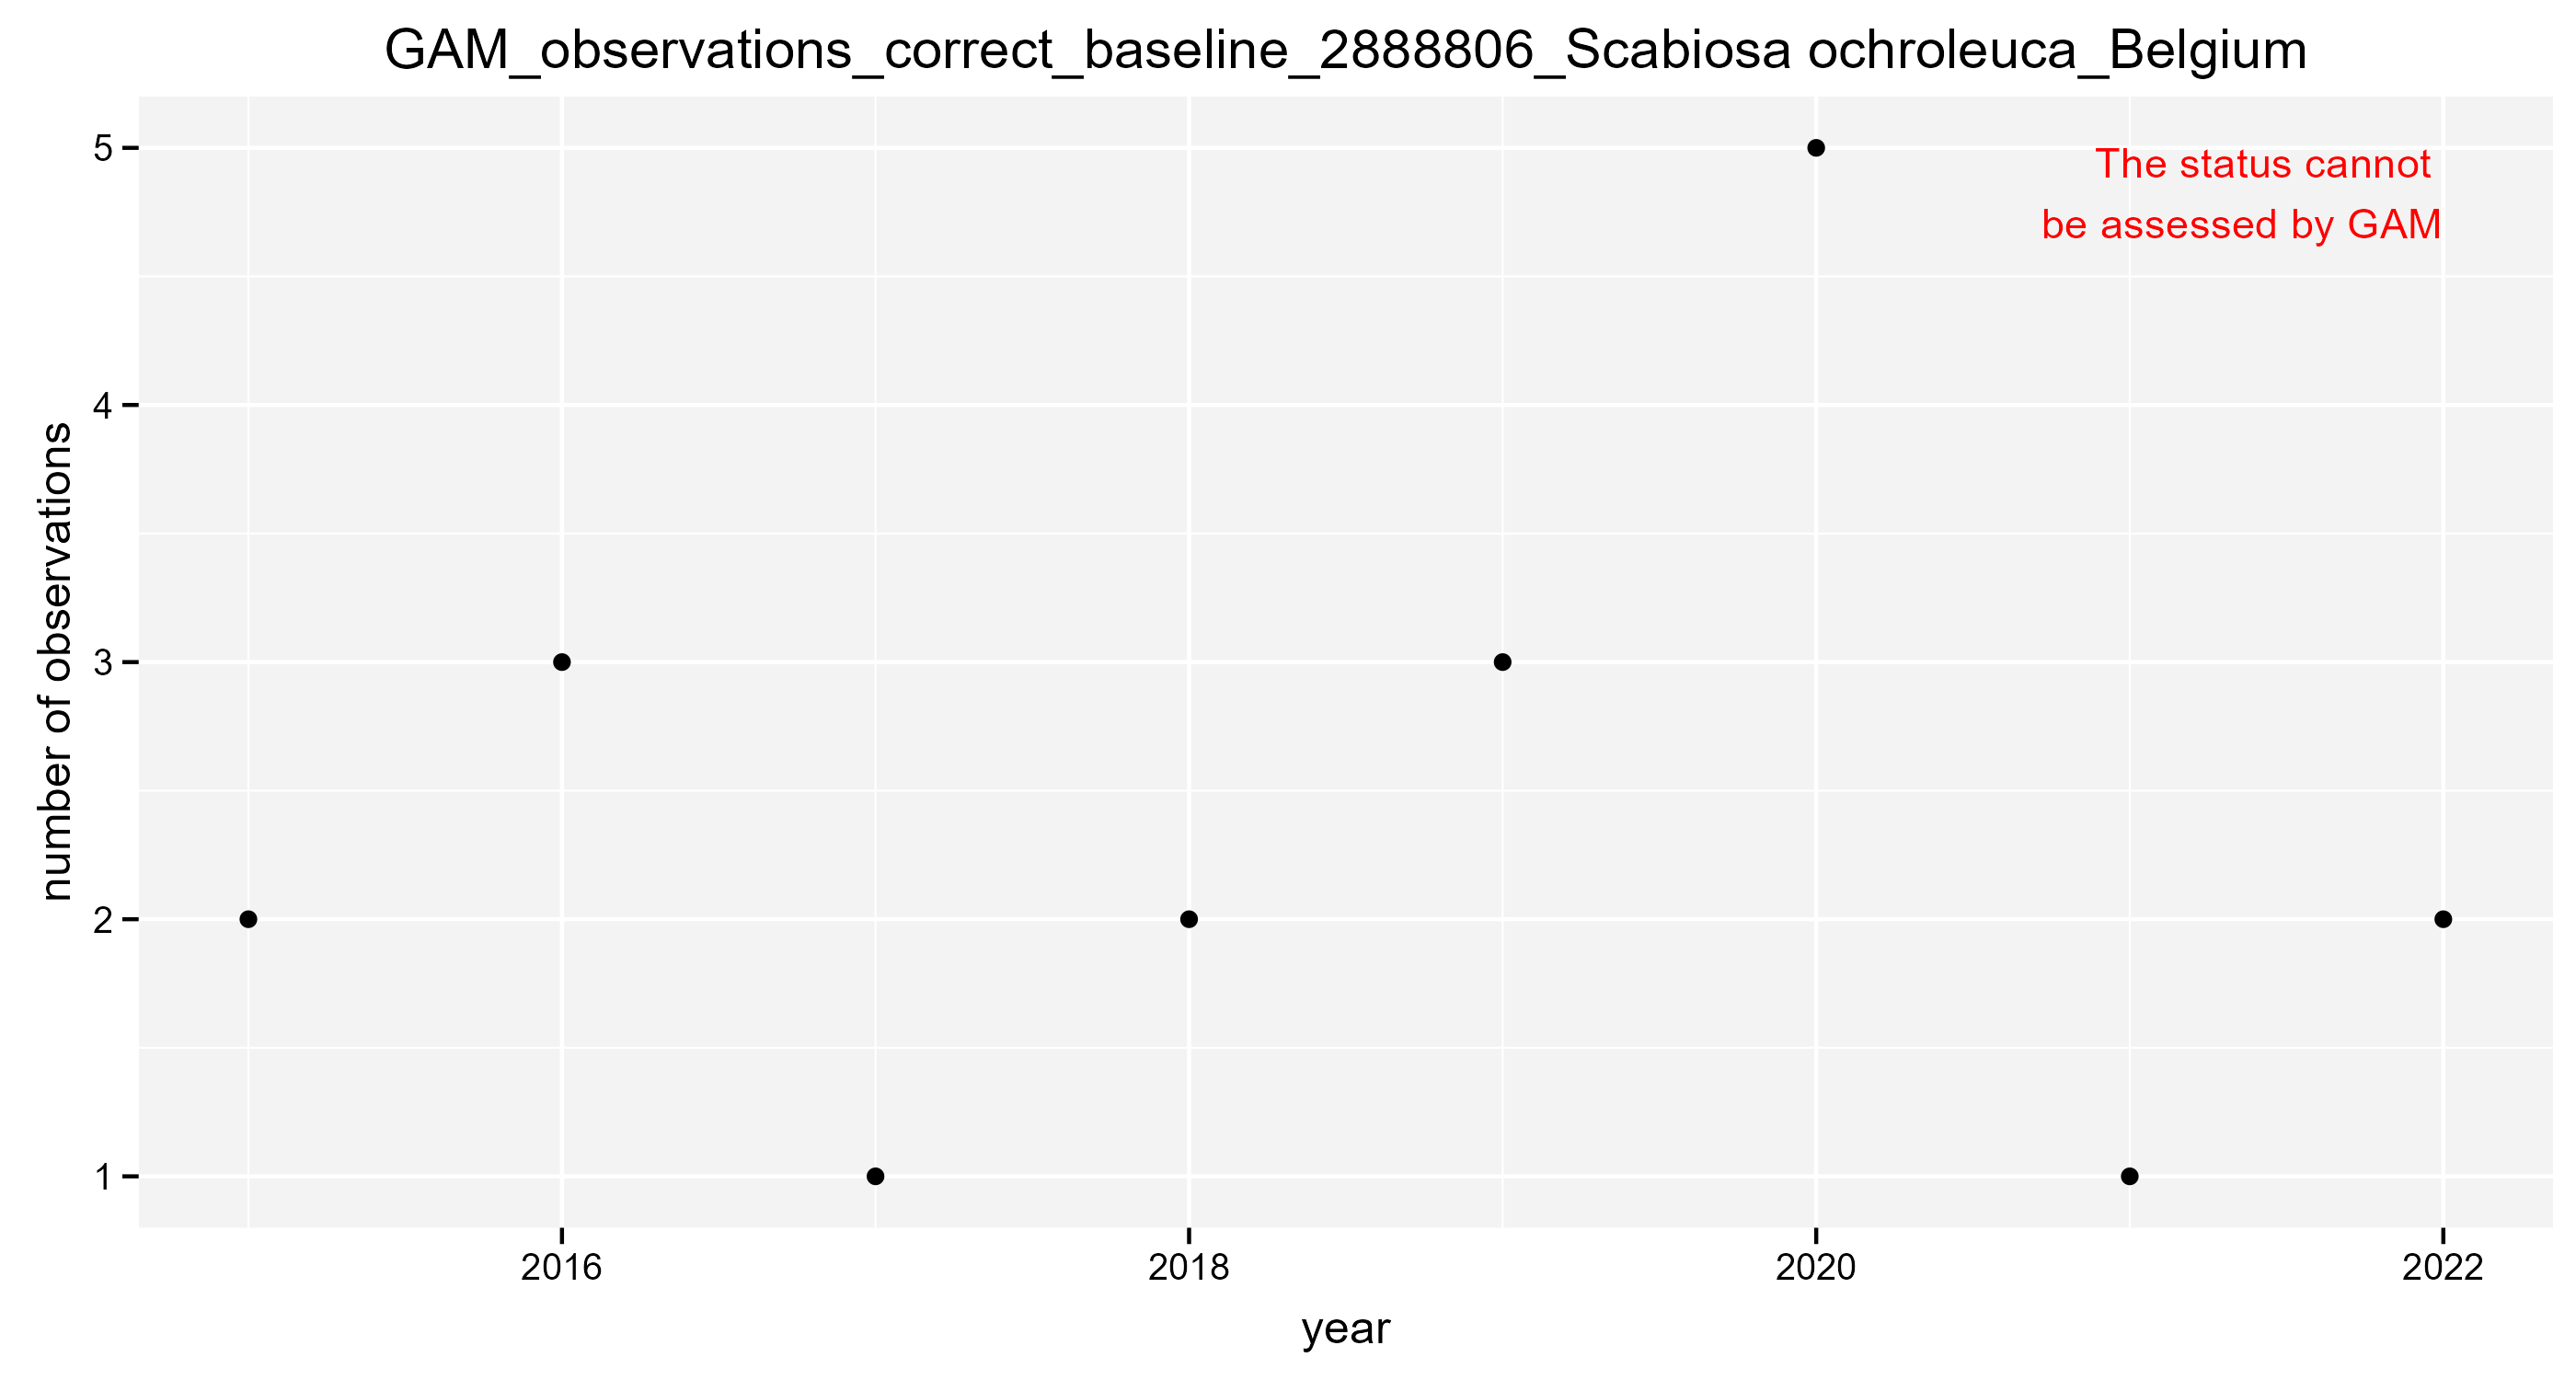 GAM_observations_correct_baseline_2888806_Scabiosa ochroleuca_Belgium
The status cannot
be assessed by GAM
number of observations
5
4
3
2
1
2016
2018
2020
2022
year